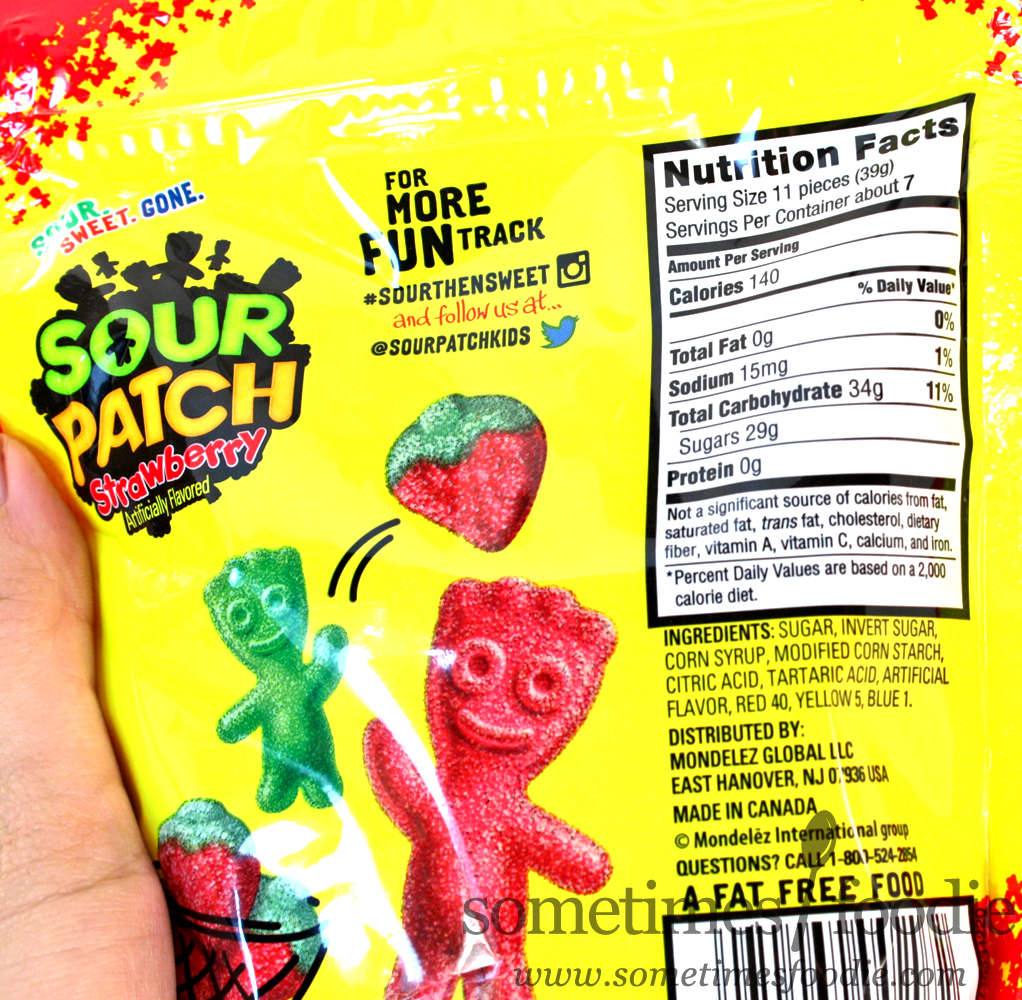 SOUR. SWEET. GONE.
SOUR
PATCH
Strawberry
Artificially Flavored
FOR
MORE
FUN TRACK
#SOURTHENSWEET
and follow us at...
@SOURPATCHKIDS
Nutrition Facts
Serving Size 11 pieces (39g)
Servings Per Container about 7
Amount Per Serving
Calories 140
% Daily Value*
Total Fat 0g 0%
Sodium 15mg 1%
Total Carbohydrate 34g 11%
Sugars 29g
Protein 0g
Not a significant source of calories from fat,
saturated fat, trans fat, cholesterol, dietary
fiber, vitamin A, vitamin C, calcium, and iron.
*Percent Daily Values are based on a 2,000
calorie diet.
INGREDIENTS: SUGAR, INVERT SUGAR,
CORN SYRUP, MODIFIED CORN STARCH,
CITRIC ACID, TARTARIC ACID, ARTIFICIAL
FLAVOR, RED 40, YELLOW 5, BLUE 1.
DISTRIBUTED BY:
MONDELEZ GLOBAL LLC
EAST HANOVER, NJ 07936 USA
MADE IN CANADA
© Mondelēz International group
QUESTIONS? CALL 1-800-524-2854
A FAT FREE FOOD
sometimes foodie
www.sometimesfoodie.com